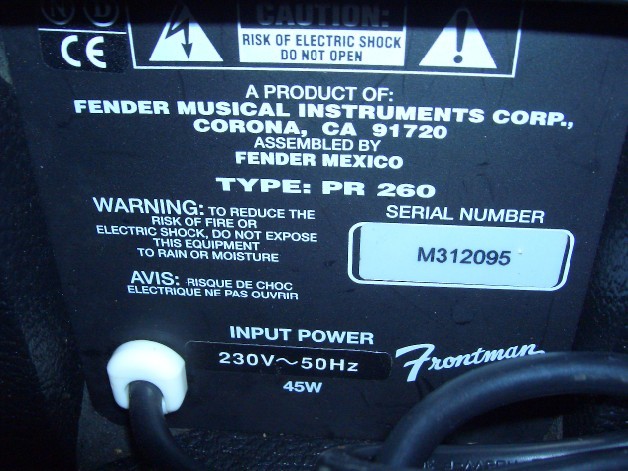 N D
CE
CAUTION:
RISK OF ELECTRIC SHOCK
DO NOT OPEN
A PRODUCT OF:
FENDER MUSICAL INSTRUMENTS CORP.,
CORONA, CA 91720
ASSEMBLED BY
FENDER MEXICO
TYPE: PR 260
WARNING: TO REDUCE THE
RISK OF FIRE OR
ELECTRIC SHOCK, DO NOT EXPOSE
THIS EQUIPMENT
TO RAIN OR MOISTURE
AVIS: RISQUE DE CHOC
ELECTRIQUE NE PAS OUVRIR
SERIAL NUMBER
M312095
INPUT POWER
230V~50Hz
45W
Frontman